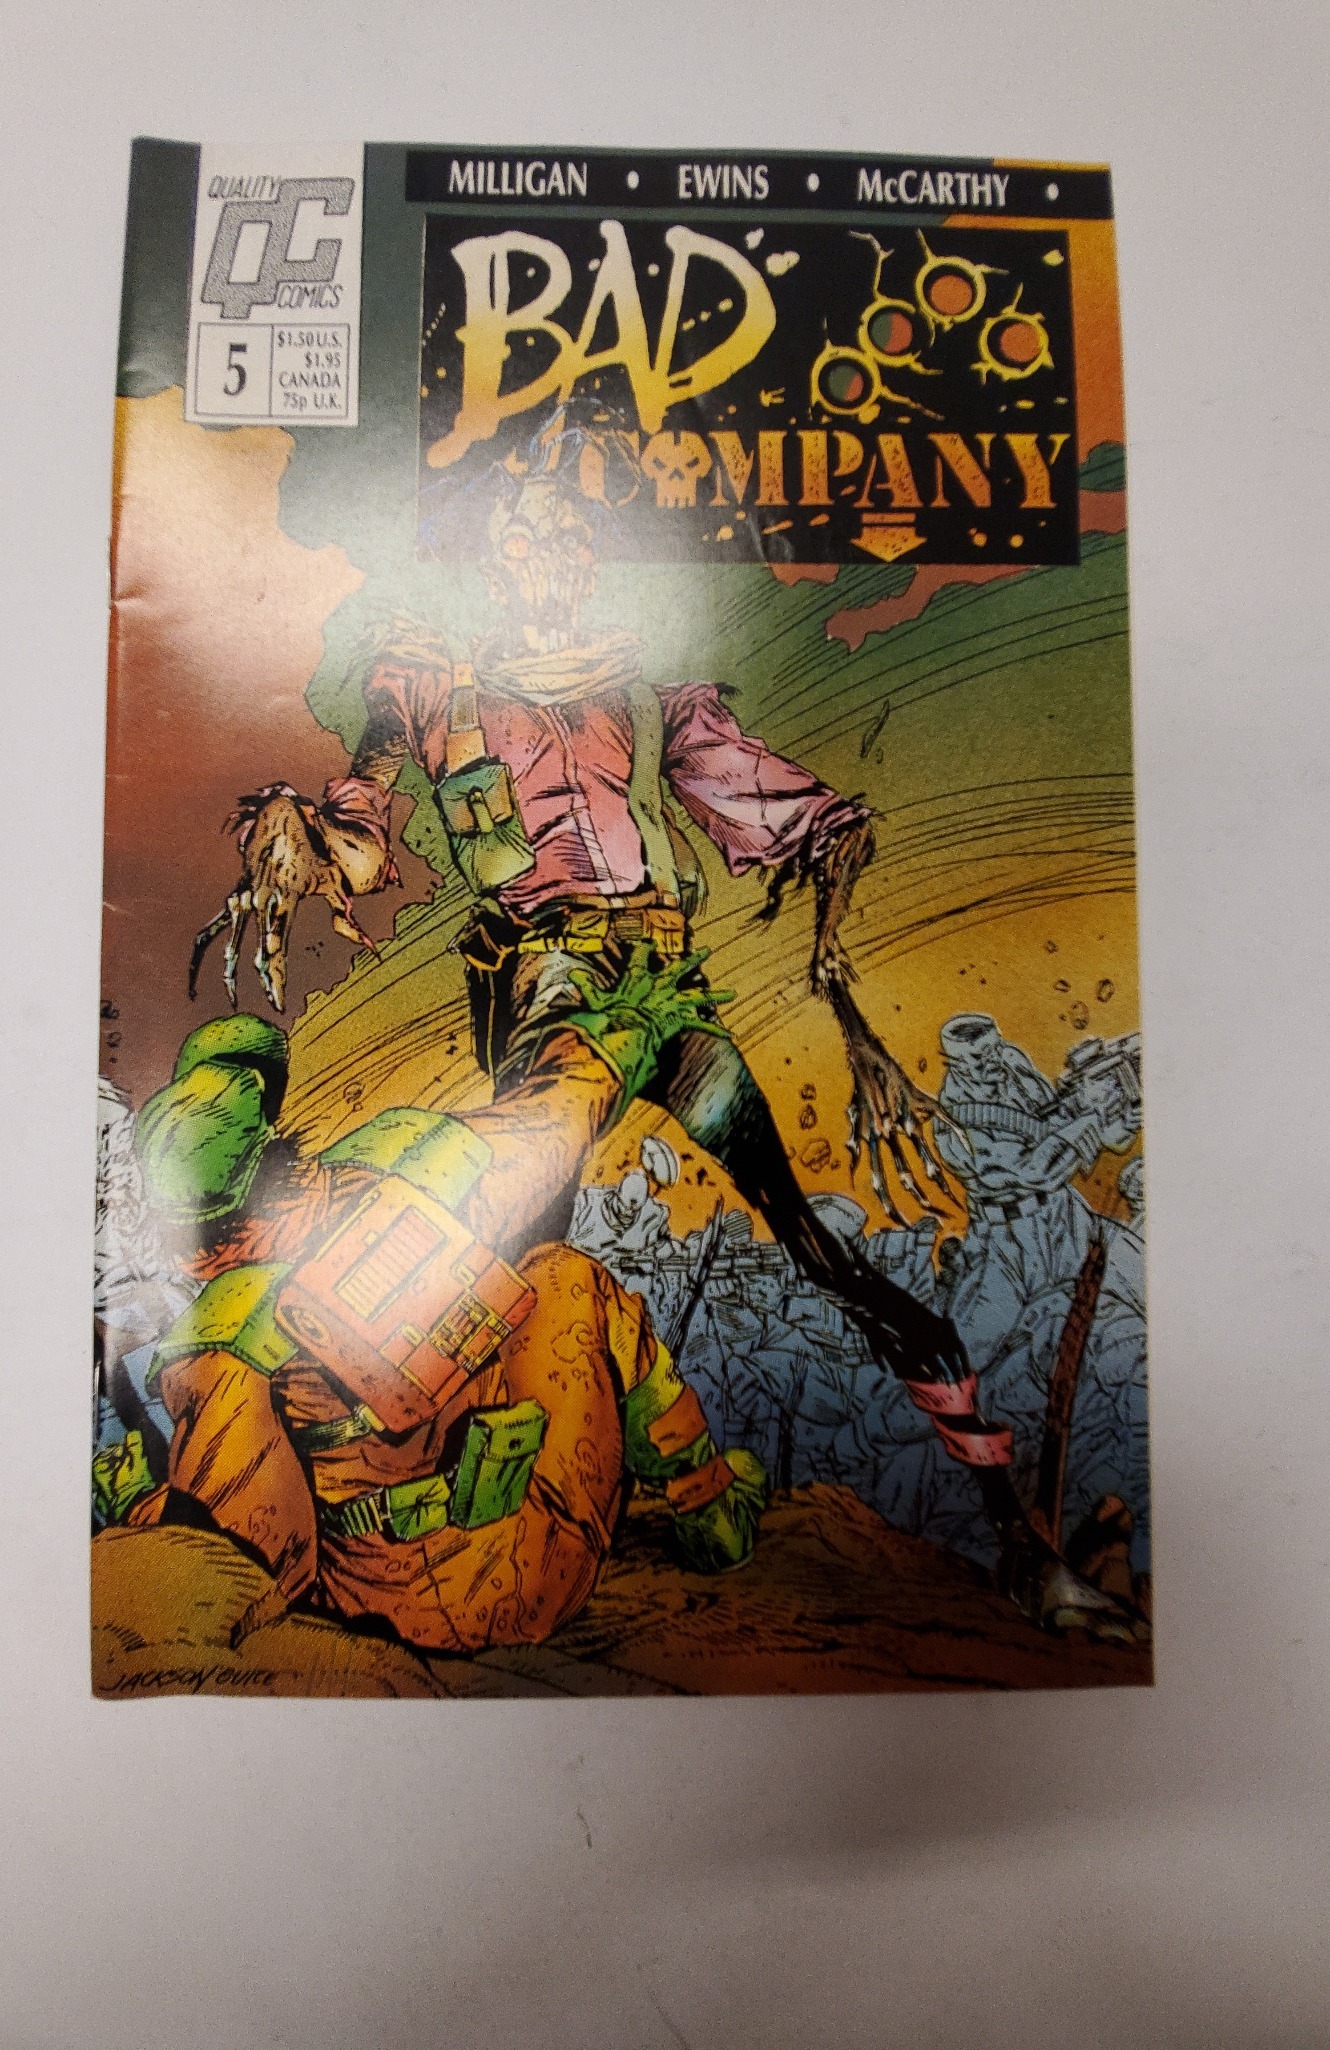 MILLIGAN • EWINS • McCARTHY •
QUALITY
QC
COMICS
5
$1.50 U.S.
$1.95
CANADA
75p U.K.
BAD
COMPANY
JACKSON GUICE